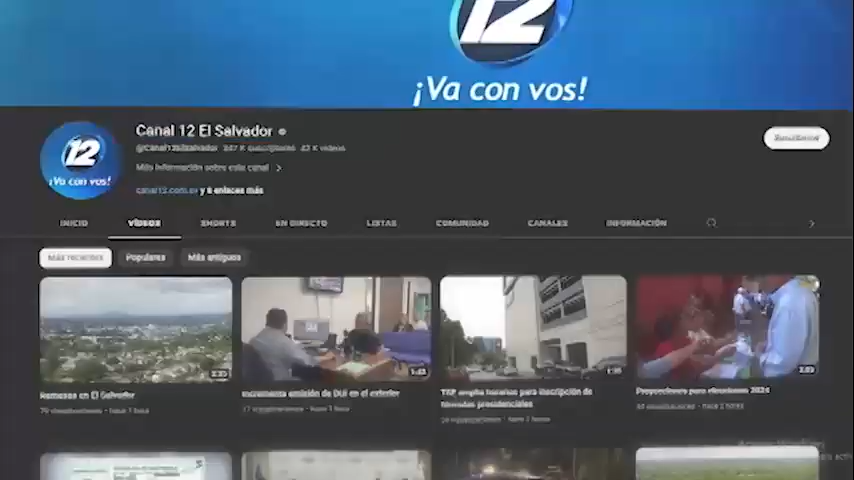 12
¡Va con vos!
Canal 12 El Salvador
12
¡Va con vos!
Más información sobre este canal
canal12.com.sv y 6 enlaces más
Suscribirse
INICIO
VÍDEOS
SHORTS
EN DIRECTO
LISTAS
COMUNIDAD
CANALES
INFORMACIÓN
Más recientes
Populares
Más antiguos
Remesas en El Salvador
Incrementa emisión de DUI en el exterior
TSE amplía horarios para inscripción de
fórmulas presidenciales
Proyecciones para elecciones 2024